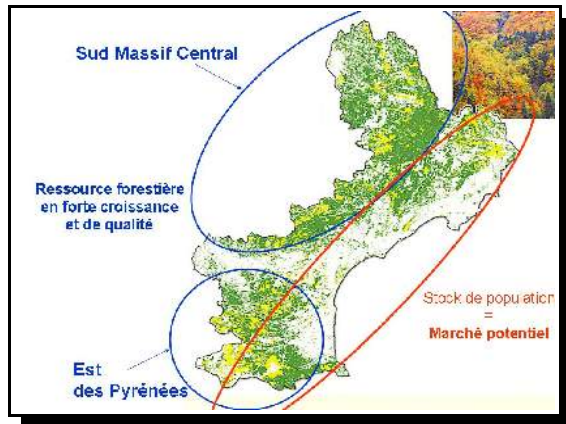 Sud Massif Central
Ressource forestière
en forte croissance
et de qualité
Stock de population
=
Marché potentiel
Est
des Pyrénées